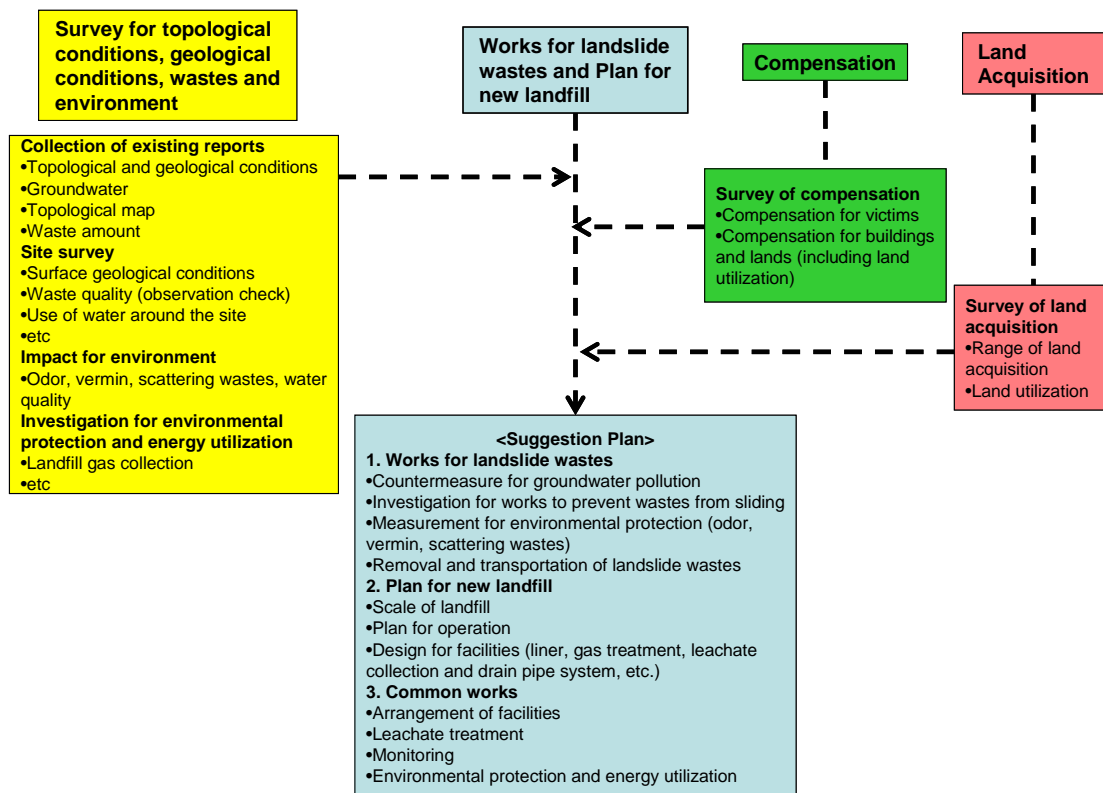 Survey for topological
conditions, geological
conditions, wastes and
environment
Works for landslide
wastes and Plan for
new landfill
Compensation
Land
Acquisition
Collection of existing reports
•Topological and geological conditions
•Groundwater
•Topological map
•Waste amount
Site survey
•Surface geological conditions
•Waste quality (observation check)
•Use of water around the site
•etc
Impact for environment
•Odor, vermin, scattering wastes, water
quality
Investigation for environmental
protection and energy utilization
•Landfill gas collection
•etc
Survey of compensation
•Compensation for victims
•Compensation for buildings
and lands (including land
utilization)
Survey of land
acquisition
•Range of land
acquisition
•Land utilization
<Suggestion Plan>
1. Works for landslide wastes
•Countermeasure for groundwater pollution
•Investigation for works to prevent wastes from sliding
•Measurement for environmental protection (odor,
vermin, scattering wastes)
•Removal and transportation of landslide wastes
2. Plan for new landfill
•Scale of landfill
•Plan for operation
•Design for facilities (liner, gas treatment, leachate
collection and drain pipe system, etc.)
3. Common works
•Arrangement of facilities
•Leachate treatment
•Monitoring
•Environmental protection and energy utilization